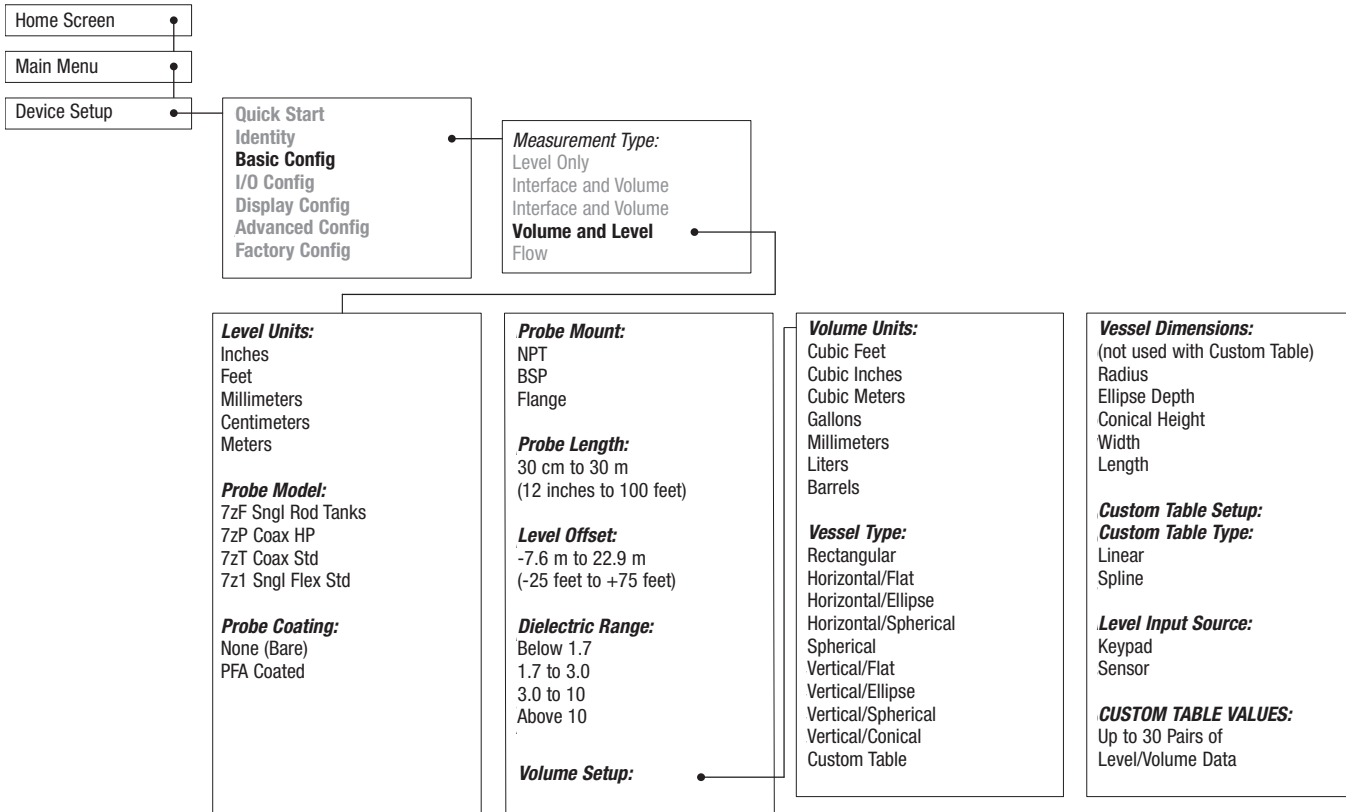 Home Screen
Main Menu
Device Setup
Quick Start
Identity
Basic Config
I/O Config
Display Config
Advanced Config
Factory Config
Measurement Type:
Level Only
Interface and Volume
Interface and Volume
Volume and Level
Flow
Level Units:
Inches
Feet
Millimeters
Centimeters
Meters
Probe Model:
7zF Sngl Rod Tanks
7zP Coax HP
7zT Coax Std
7z1 Sngl Flex Std
Probe Coating:
None (Bare)
PFA Coated
Probe Mount:
NPT
BSP
Flange
Probe Length:
30 cm to 30 m
(12 inches to 100 feet)
Level Offset:
-7.6 m to 22.9 m
(-25 feet to +75 feet)
Dielectric Range:
Below 1.7
1.7 to 3.0
3.0 to 10
Above 10
Volume Setup:
Volume Units:
Cubic Feet
Cubic Inches
Cubic Meters
Gallons
Millimeters
Liters
Barrels
Vessel Type:
Rectangular
Horizontal/Flat
Horizontal/Ellipse
Horizontal/Spherical
Spherical
Vertical/Flat
Vertical/Ellipse
Vertical/Spherical
Vertical/Conical
Custom Table
Vessel Dimensions:
(not used with Custom Table)
Radius
Ellipse Depth
Conical Height
Width
Length
Custom Table Setup:
Custom Table Type:
Linear
Spline
Level Input Source:
Keypad
Sensor
CUSTOM TABLE VALUES:
Up to 30 Pairs of
Level/Volume Data